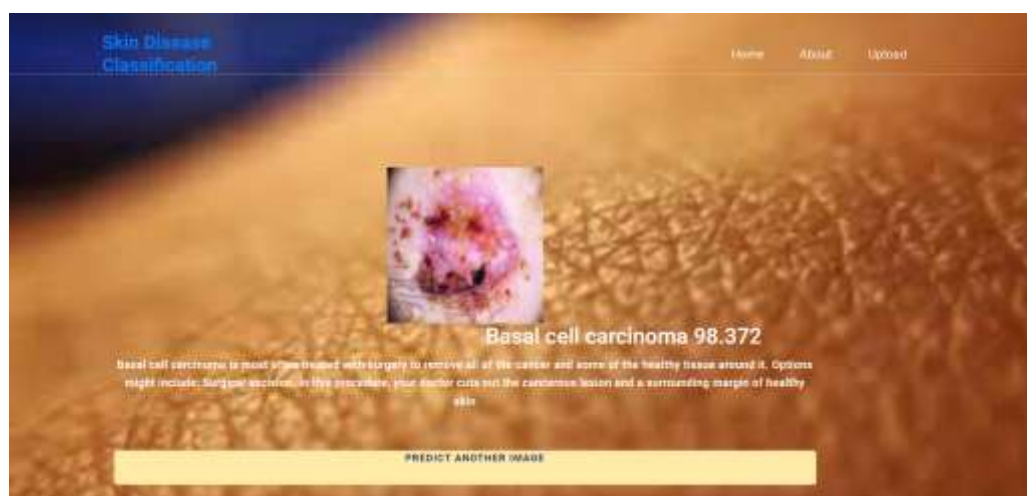 Skin Disease
Classification
Home About Upload
Basal cell carcinoma 98.372
basal cell carcinoma is most often treated with surgery to remove all of the cancer and some of the healthy tissue around it. Options
might include: Surgical excision. In this procedure, your doctor cuts out the cancerous lesion and a surrounding margin of healthy
skin
PREDICT ANOTHER IMAGE